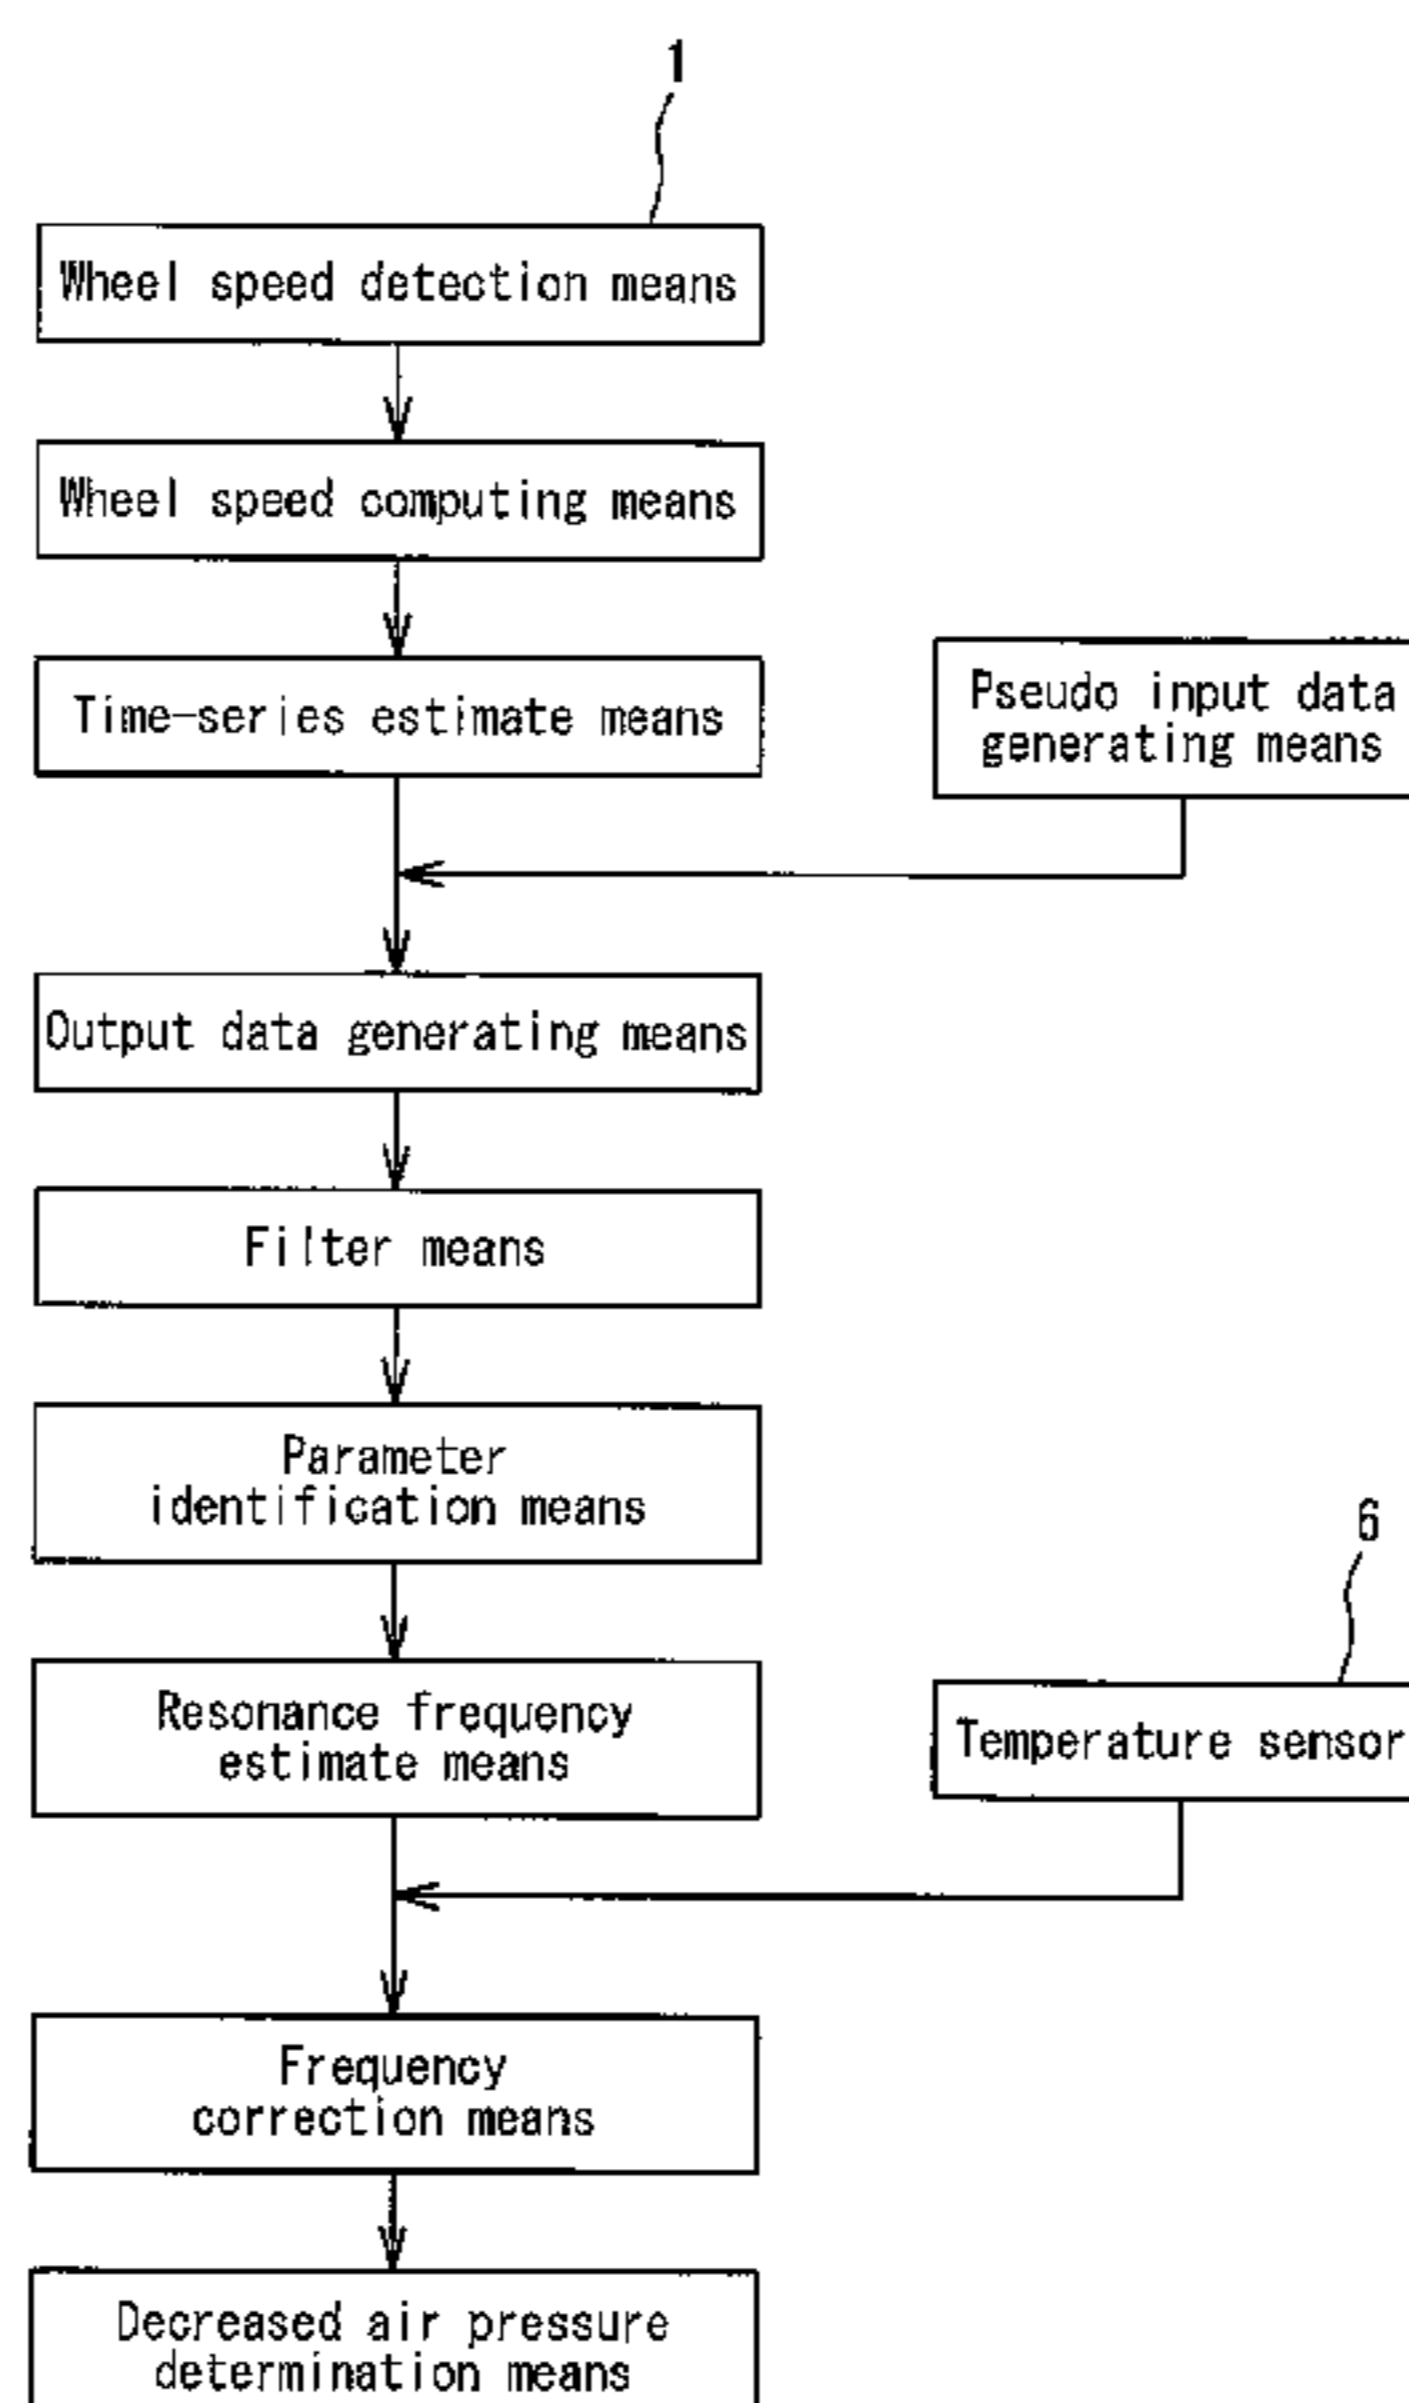 1
Wheel speed detection means
Wheel speed computing means
Time-series estimate means
Pseudo input data
generating means
Output data generating means
Filter means
Parameter
identification means
Resonance frequency
estimate means
6
Temperature sensor
Frequency
correction means
Decreased air pressure
determination means